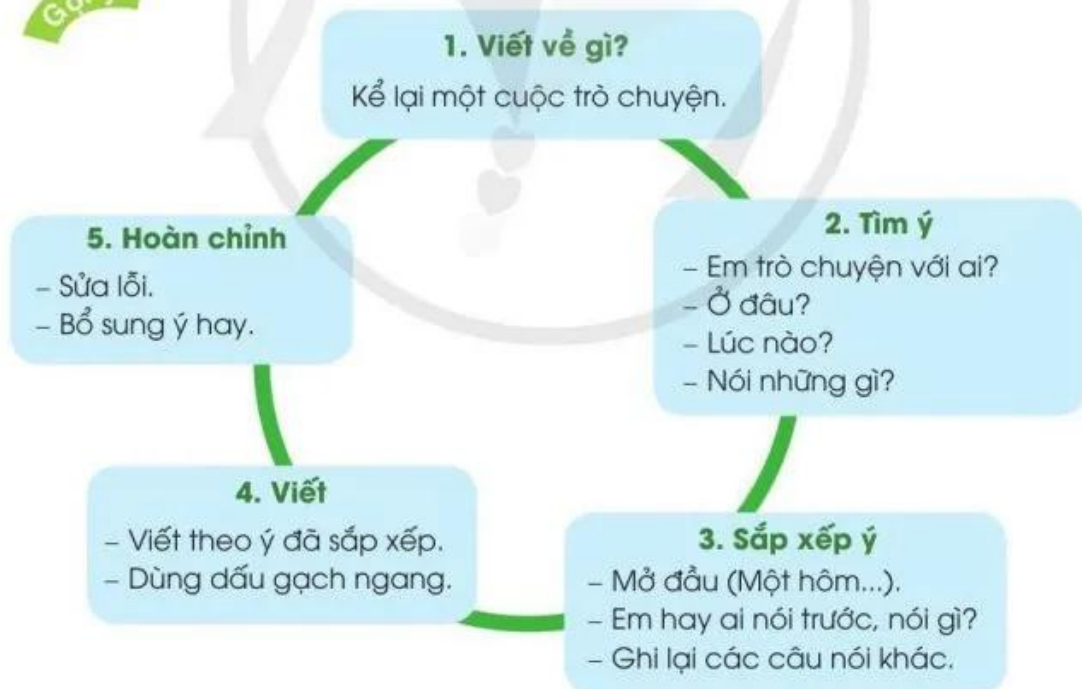 1. Viết về gì?
Kể lại một cuộc trò chuyện.
2. Tìm ý
– Em trò chuyện với ai?
– Ở đâu?
– Lúc nào?
– Nói những gì?
3. Sắp xếp ý
– Mở đầu (Một hôm...).
– Em hay ai nói trước, nói gì?
– Ghi lại các câu nói khác.
4. Viết
– Viết theo ý đã sắp xếp.
– Dùng dấu gạch ngang.
5. Hoàn chỉnh
– Sửa lỗi.
– Bổ sung ý hay.